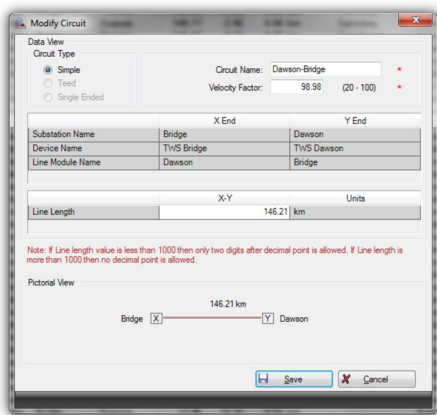 Modify Circuit
Data View
Circuit Type
Simple
Teed
Single Ended
Circuit Name: Dawson-Bridge *
Velocity Factor: 98.98 (20 - 100) *
X End Y End
Substation Name Bridge Dawson
Device Name TWS Bridge TWS Dawson
Line Module Name Dawson Bridge
X-Y Units
Line Length 146.21 km
Note: If Line length value is less than 1000 then only two digits after decimal point is allowed. If Line length is
more than 1000 then no decimal point is allowed.
Pictorial View
146.21 km
Bridge X Y Dawson
Save Cancel